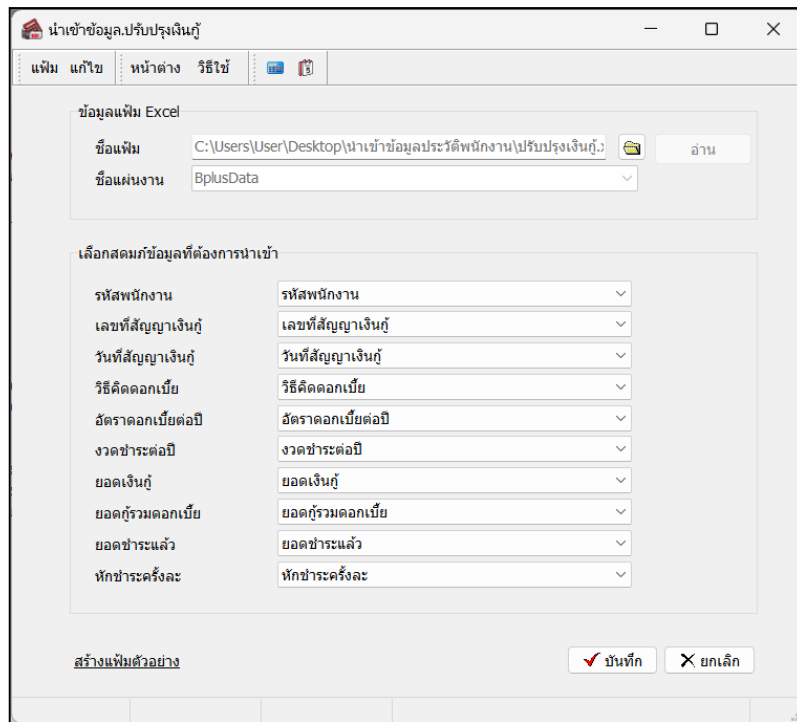 นำเข้าข้อมูล.ปรับปรุงเงินกู้
แฟ้ม แก้ไข หน้าต่าง วิธีใช้
ข้อมูลแฟ้ม Excel
ชื่อแฟ้ม C:\Users\User\Desktop\นำเข้าข้อมูลประวัติพนักงาน\ปรับปรุงเงินกู้.x อ่าน
ชื่อแผ่นงาน BplusData
เลือกสดมภ์ข้อมูลที่ต้องการนำเข้า
รหัสพนักงาน รหัสพนักงาน
เลขที่สัญญาเงินกู้ เลขที่สัญญาเงินกู้
วันที่สัญญาเงินกู้ วันที่สัญญาเงินกู้
วิธีคิดดอกเบี้ย วิธีคิดดอกเบี้ย
อัตราดอกเบี้ยต่อปี อัตราดอกเบี้ยต่อปี
งวดชำระต่อปี งวดชำระต่อปี
ยอดเงินกู้ ยอดเงินกู้
ยอดกู้รวมดอกเบี้ย ยอดกู้รวมดอกเบี้ย
ยอดชำระแล้ว ยอดชำระแล้ว
หักชำระครั้งละ หักชำระครั้งละ
สร้างแฟ้มตัวอย่าง บันทึก ยกเลิก